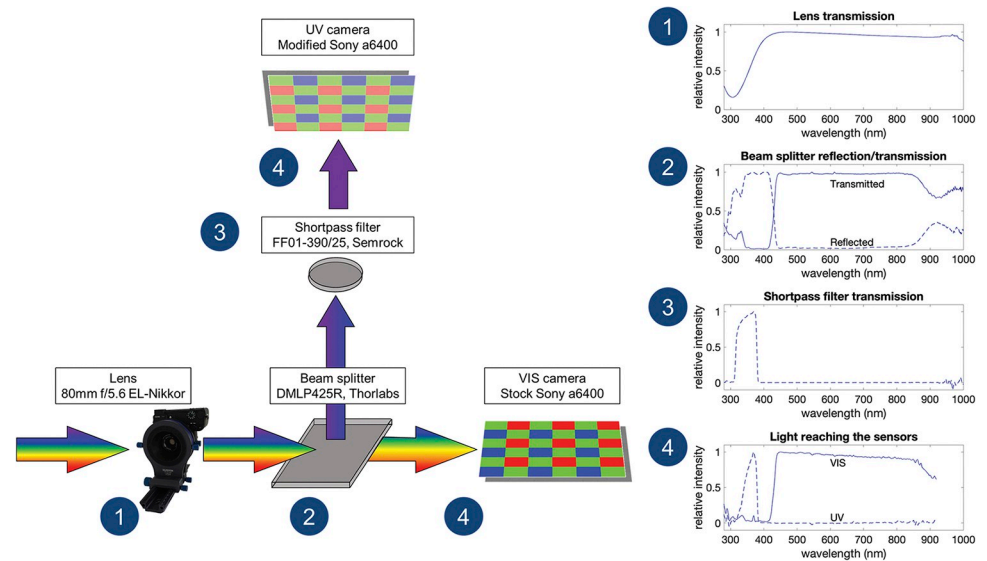 UV camera
Modified Sony a6400
4
3
Shortpass filter
FF01-390/25, Semrock
Lens
80mm f/5.6 EL-Nikkor
Beam splitter
DMLP425R, Thorlabs
VIS camera
Stock Sony a6400
1
2
4
1
Lens transmission
relative intensity
1
0.5
0
300 400 500 600 700 800 900 1000
wavelength (nm)
2
Beam splitter reflection/transmission
relative intensity
1
0.5
0
Transmitted
Reflected
300 400 500 600 700 800 900 1000
wavelength (nm)
3
Shortpass filter transmission
relative intensity
1
0.5
0
300 400 500 600 700 800 900 1000
wavelength (nm)
4
Light reaching the sensors
relative intensity
1
0.5
0
VIS
UV
300 400 500 600 700 800 900 1000
wavelength (nm)